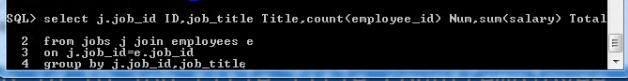 SQL> select j.job_id ID,job_title Title,count(employee_id) Num,sum(salary) Total
2 from jobs j join employees e
3 on j.job_id=e.job_id
4 group by j.job_id,job_title